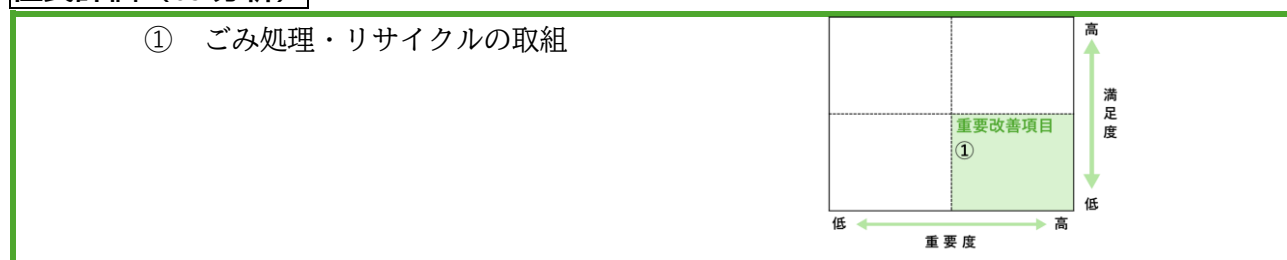 ① ごみ処理・リサイクルの取組
高
満足度
重要改善項目
①
低
低 高
重要度